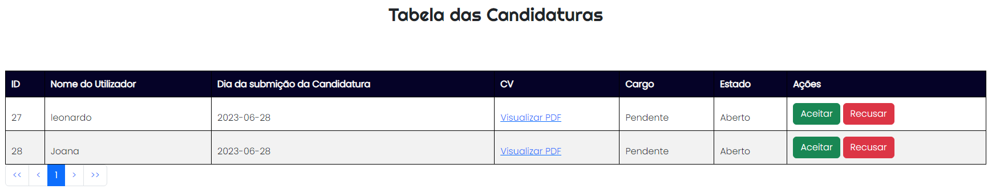 Tabela das Candidaturas
ID Nome do Utilizador Dia da submição da Candidatura CV Cargo Estado Ações
27 leonardo 2023-06-28 Visualizar PDF Pendente Aberto Aceitar Recusar
28 Joana 2023-06-28 Visualizar PDF Pendente Aberto Aceitar Recusar
<< < 1 > >>